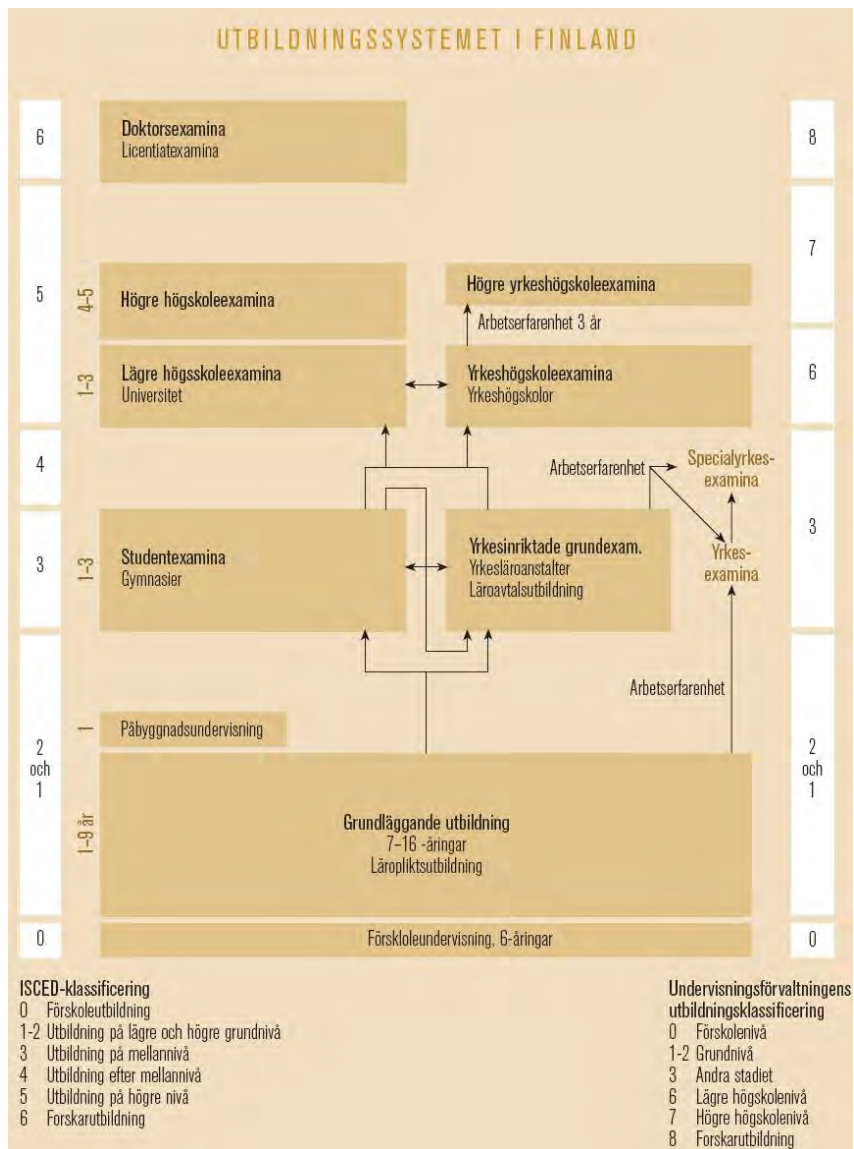 UTBILDNINGSSYSTEMET I FINLAND
6
Doktorsexamina
Licentiatexamina
8
5
4–5
Högre högskoleexamina
Högre yrkeshögskoleexamina
7
Arbetserfarenhet 3 år
1–3
Lägre högsskoleexamina
Universitet
Yrkeshögskoleexamina
Yrkeshögskolor
6
4
Arbetserfarenhet
Specialyrkes-
examina
3
1–3
Studentexamina
Gymnasier
Yrkesinriktade grundexam.
Yrkesläroanstalter
Läroavtalsutbildning
Yrkes-
examina
3
Arbetserfarenhet
2
och
1
1
Påbyggnadsundervisning
1–9 år
Grundläggande utbildning
7–16 -åringar
Läropliktsutbildning
2
och
1
0
Förskloleundervisning, 6-åringar
0
ISCED-klassificering
0 Förskoleutbildning
1-2 Utbildning på lägre och högre grundnivå
3 Utbildning på mellannivå
4 Utbildning efter mellannivå
5 Utbildning på högre nivå
6 Forskarutbildning
Undervisningsförvaltningens
utbildningsklassificering
0 Förskolenivå
1-2 Grundnivå
3 Andra stadiet
6 Lägre högskolenivå
7 Högre högskolenivå
8 Forskarutbildning